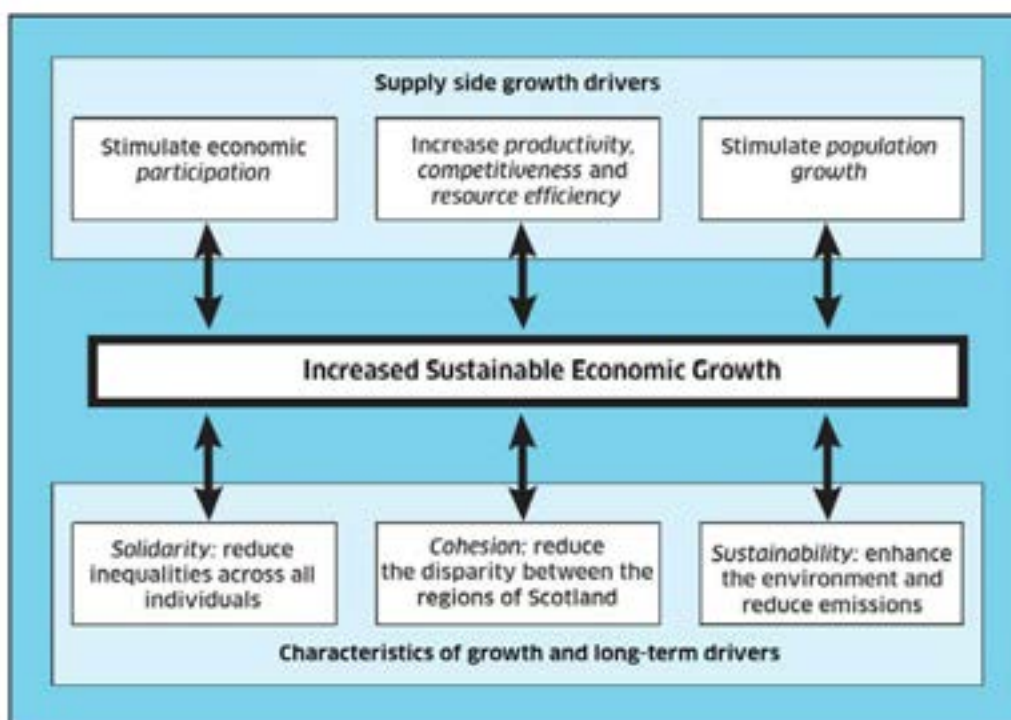 Supply side growth drivers
Stimulate economic
participation
Increase productivity,
competitiveness and
resource efficiency
Stimulate population
growth
Increased Sustainable Economic Growth
Solidarity: reduce
inequalities across all
individuals
Cohesion: reduce
the disparity between the
regions of Scotland
Sustainability: enhance
the environment and
reduce emissions
Characteristics of growth and long-term drivers